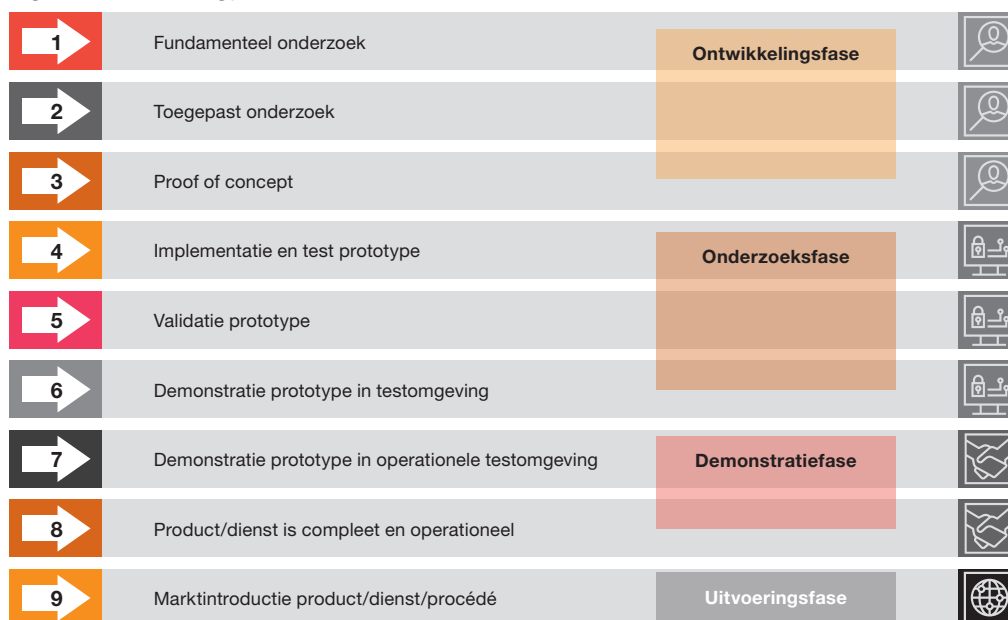 1 Fundamenteel onderzoek Ontwikkelingsfase
2 Toegepast onderzoek
3 Proof of concept
4 Implementatie en test prototype Onderzoeksfase
5 Validatie prototype
6 Demonstratie prototype in testomgeving
7 Demonstratie prototype in operationele testomgeving Demonstratiefase
8 Product/dienst is compleet en operationeel
9 Marktintroductie product/dienst/procédé Uitvoeringsfase